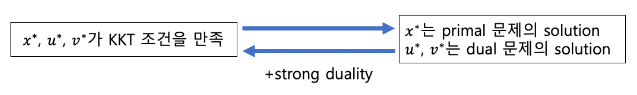 x*, u*, v*가 KKT 조건을 만족
x*는 primal 문제의 solution
u*, v*는 dual 문제의 solution
+strong duality